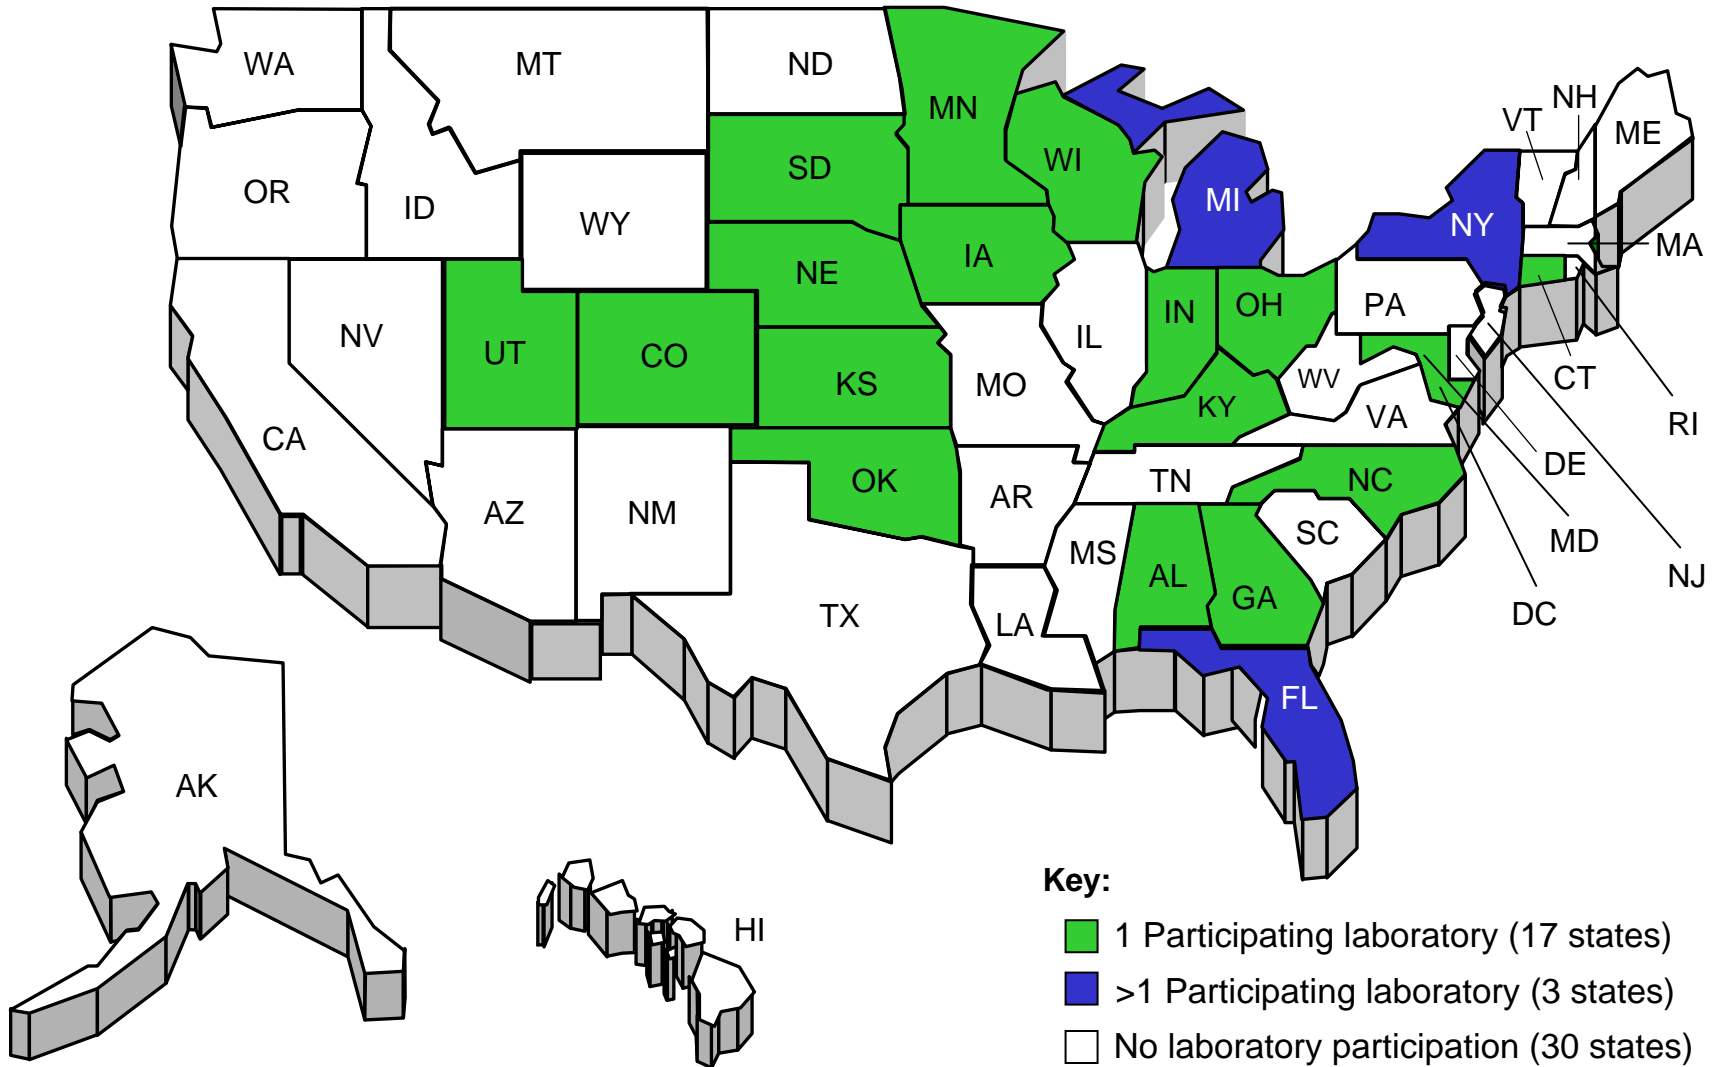 WA
MT
ND
MN
OR
ID
WY
SD
WI
MI
VT
NH
ME
NY
MA
NV
UT
CO
NE
IA
IL
IN
OH
PA
CA
KS
MO
KY
WV
VA
CT
RI
AZ
NM
OK
AR
TN
NC
DE
TX
LA
MS
AL
GA
SC
MD
NJ
DC
FL
AK
HI
Key:
1 Participating laboratory (17 states)
>1 Participating laboratory (3 states)
No laboratory participation (30 states)